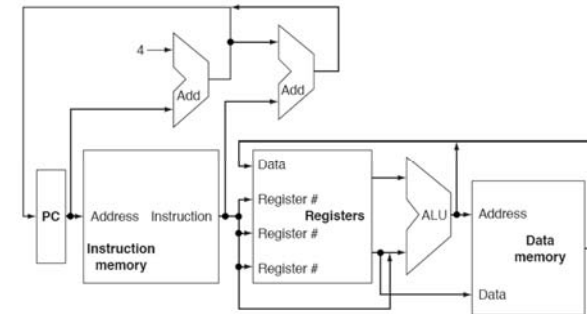 4
Add
Add
Data
Register #
PC
Address
Instruction
Registers
ALU
Address
Register #
Instruction
memory
Data
memory
Register #
Data